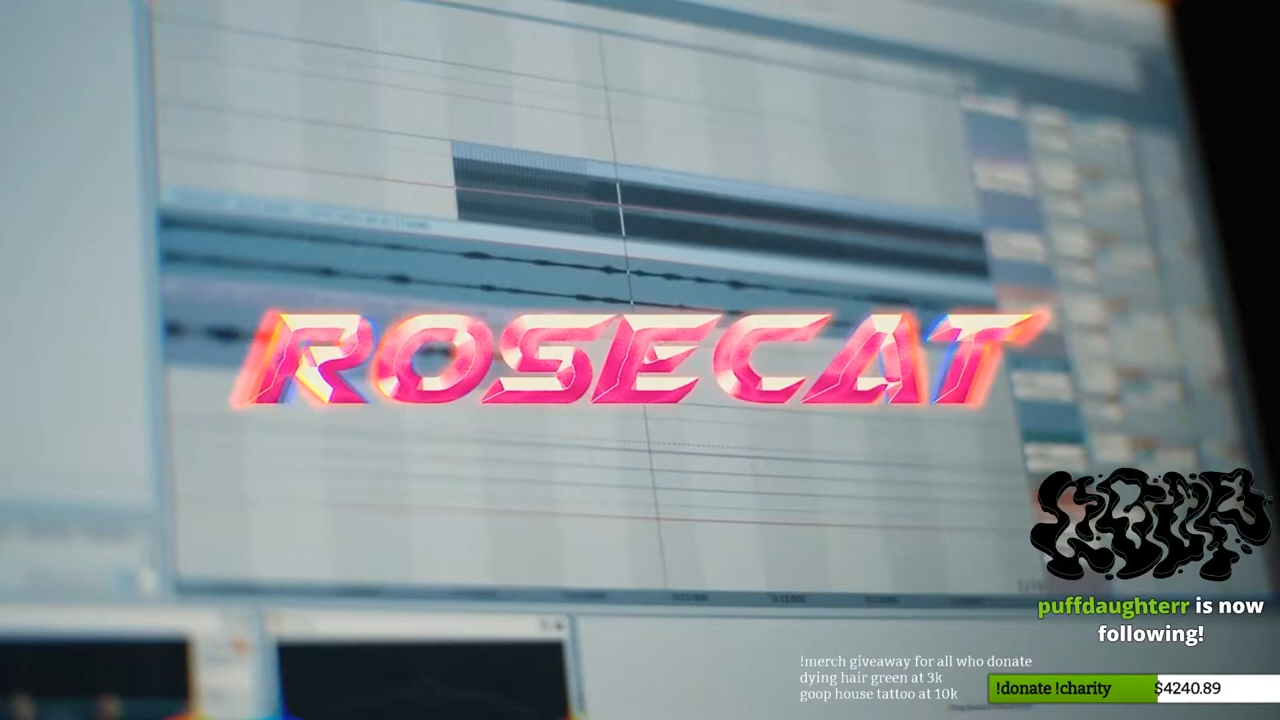 ROSECAT
puffdaughterr is now
following!
!merch giveaway for all who donate
dying hair green at 3k
goop house tattoo at 10k
!donate !charity $4240.89